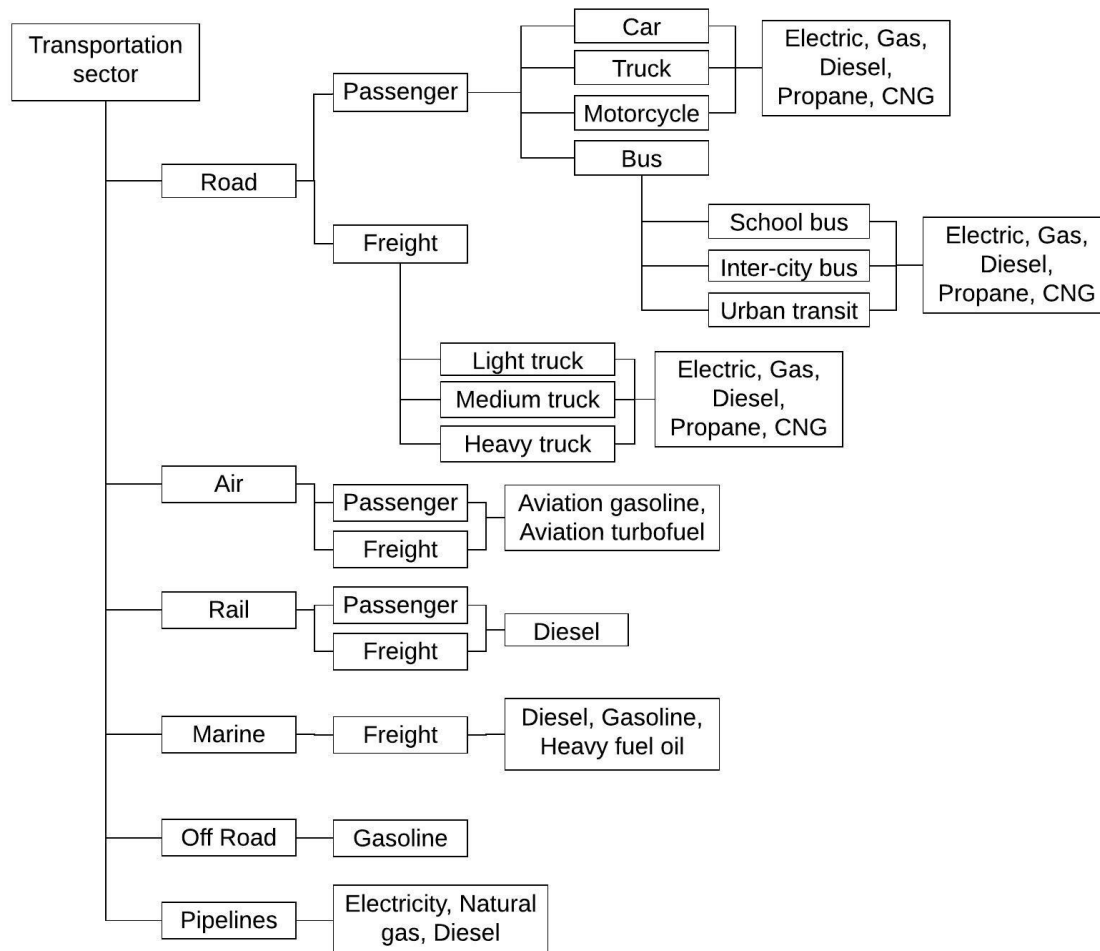 Transportation
sector
Road
Passenger
Car
Truck
Motorcycle
Electric, Gas,
Diesel,
Propane, CNG
Bus
School bus
Inter-city bus
Urban transit
Electric, Gas,
Diesel,
Propane, CNG
Freight
Light truck
Medium truck
Heavy truck
Electric, Gas,
Diesel,
Propane, CNG
Air
Passenger
Freight
Aviation gasoline,
Aviation turbofuel
Rail
Passenger
Freight
Diesel
Marine
Freight
Diesel, Gasoline,
Heavy fuel oil
Off Road
Gasoline
Pipelines
Electricity, Natural
gas, Diesel